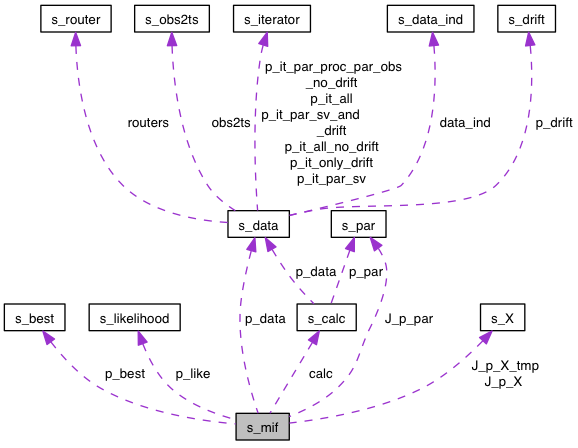 s_router
s_obs2ts
s_iterator
s_data_ind
s_drift
p_it_par_proc_par_obs
_no_drift
p_it_all
p_it_par_sv_and
_drift
p_it_all_no_drift
p_it_only_drift
p_it_par_sv
routers
obs2ts
data_ind
p_drift
s_data
s_par
p_data
p_par
s_best
s_likelihood
p_data
s_calc
J_p_par
s_X
p_best
p_like
calc
J_p_X_tmp
J_p_X
s_mif